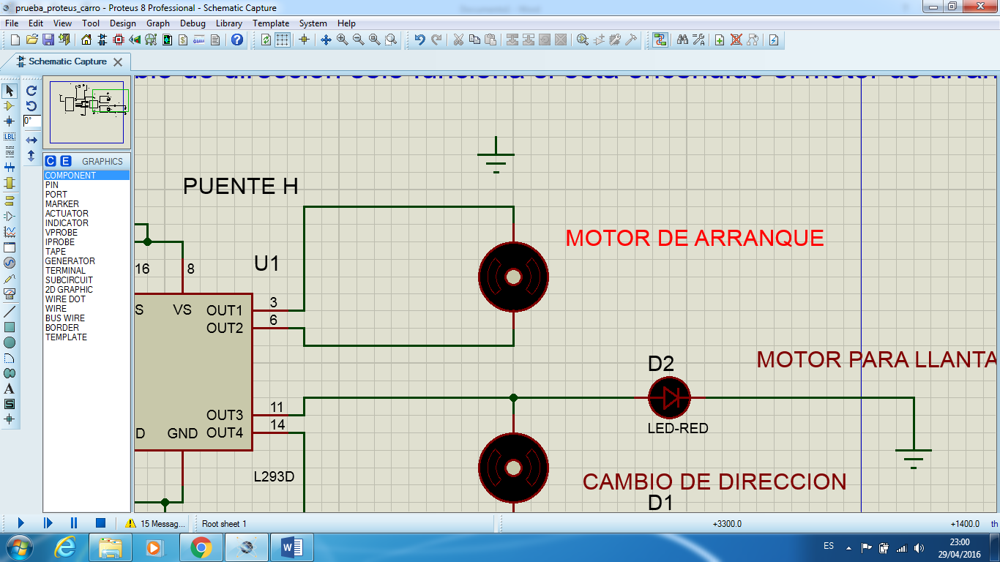 prueba_proteus_carro - Proteus 8 Professional - Schematic Capture
File Edit View Tool Design Graph Debug Library Template System Help
Schematic Capture
0°
LBL
C E GRAPHICS
COMPONENT
PIN
PORT
MARKER
ACTUATOR
INDICATOR
VPROBE
IPROBE
TAPE
GENERATOR
TERMINAL
SUBCIRCUIT
2D GRAPHIC
WIRE DOT
WIRE
BUS WIRE
BORDER
TEMPLATE
A
S
PUENTE H
MOTOR DE ARRANQUE
U1
16 8
S VS OUT1 3
OUT2 6
MOTOR PARA LLANTA
D2
OUT3 11
LED-RED
D GND OUT4 14
L293D
CAMBIO DE DIRECCION
D1
15 Messag... Root sheet 1 +3300.0 +1400.0 th
ES
23:00
29/04/2016